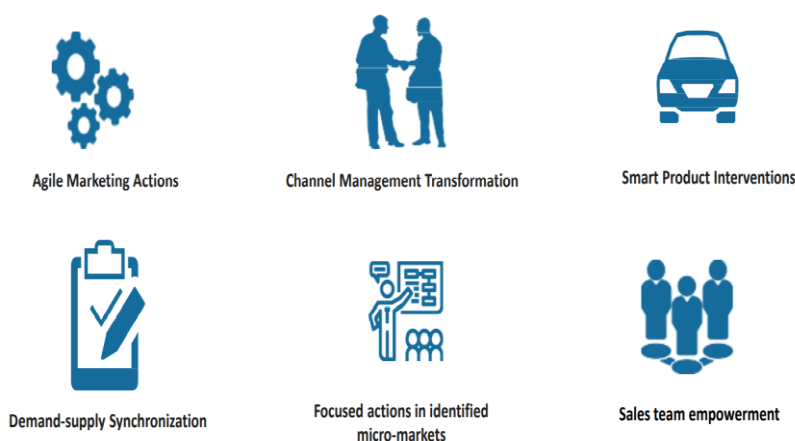 Agile Marketing Actions
Channel Management Transformation
Smart Product Interventions
Demand-supply Synchronization
Focused actions in identified
micro-markets
Sales team empowerment